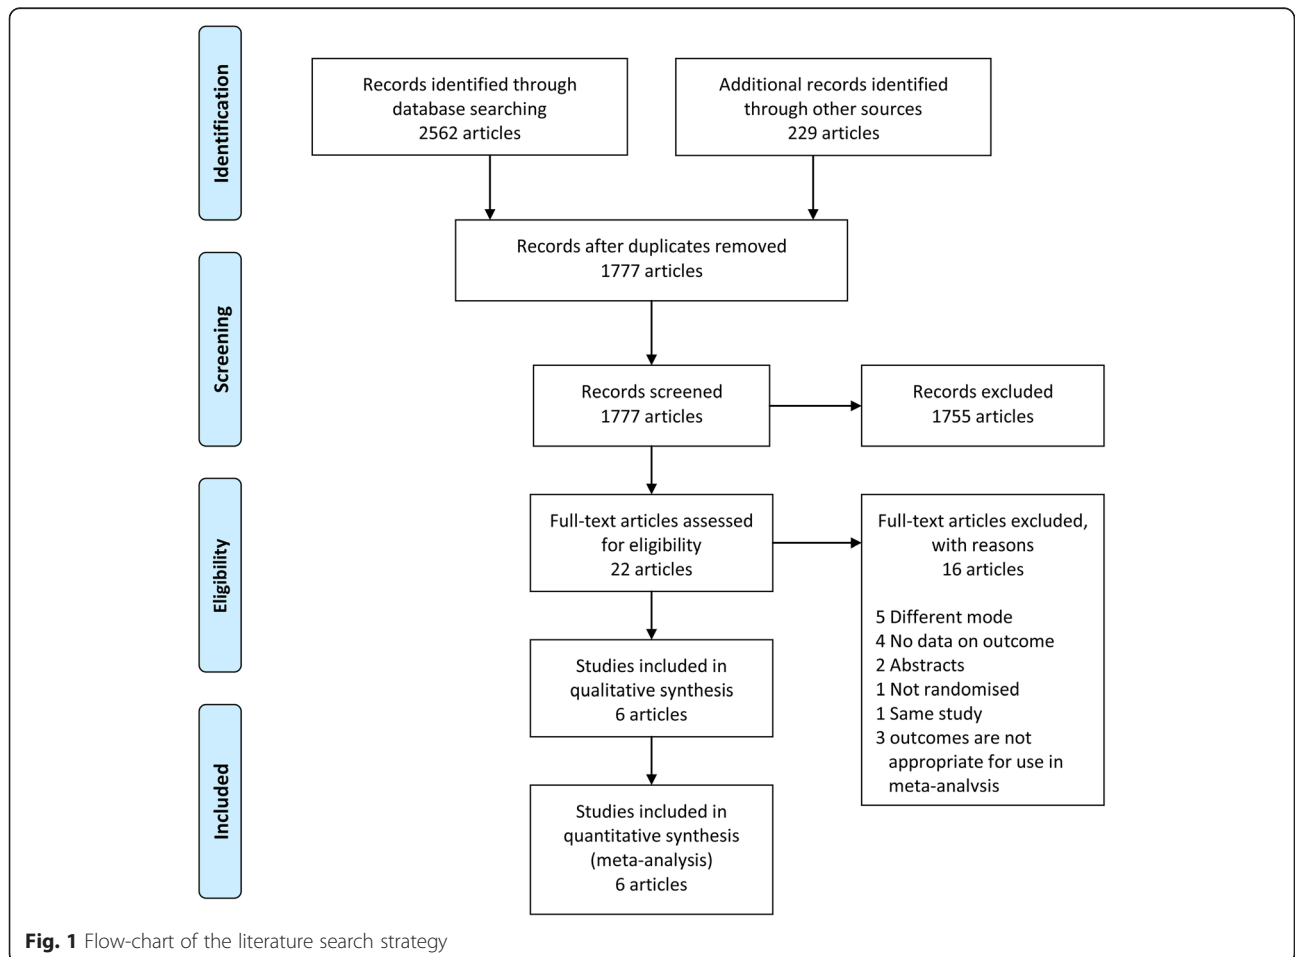 Identification
Records identified through
database searching
2562 articles
Additional records identified
through other sources
229 articles
Records after duplicates removed
1777 articles
Screening
Records screened
1777 articles
Records excluded
1755 articles
Eligibility
Full-text articles assessed
for eligibility
22 articles
Full-text articles excluded,
with reasons
16 articles
5 Different mode
4 No data on outcome
2 Abstracts
1 Not randomised
1 Same study
3 outcomes are not
appropriate for use in
meta-analvsis
Studies included in
qualitative synthesis
6 articles
Included
Studies included in
quantitative synthesis
(meta-analysis)
6 articles
Fig. 1 Flow-chart of the literature search strategy